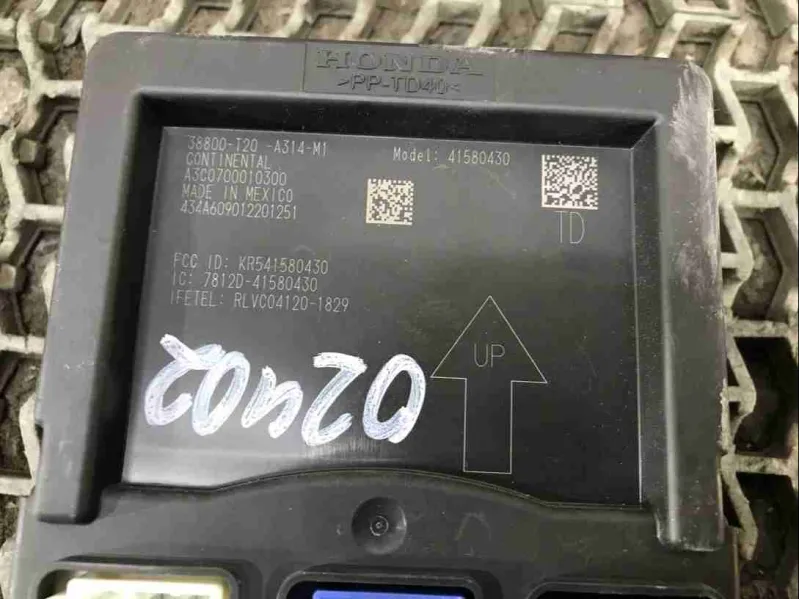 HONDA
>PP-TD40<
38800-T20 -A314-M1
CONTINENTAL
A3C0700010300
MADE IN MEXICO
434A609012201251
Model: 41580430
TD
FCC ID: KR541580430
IC: 7812D-41580430
IFETEL: RLVC04120-1829
UP
02402